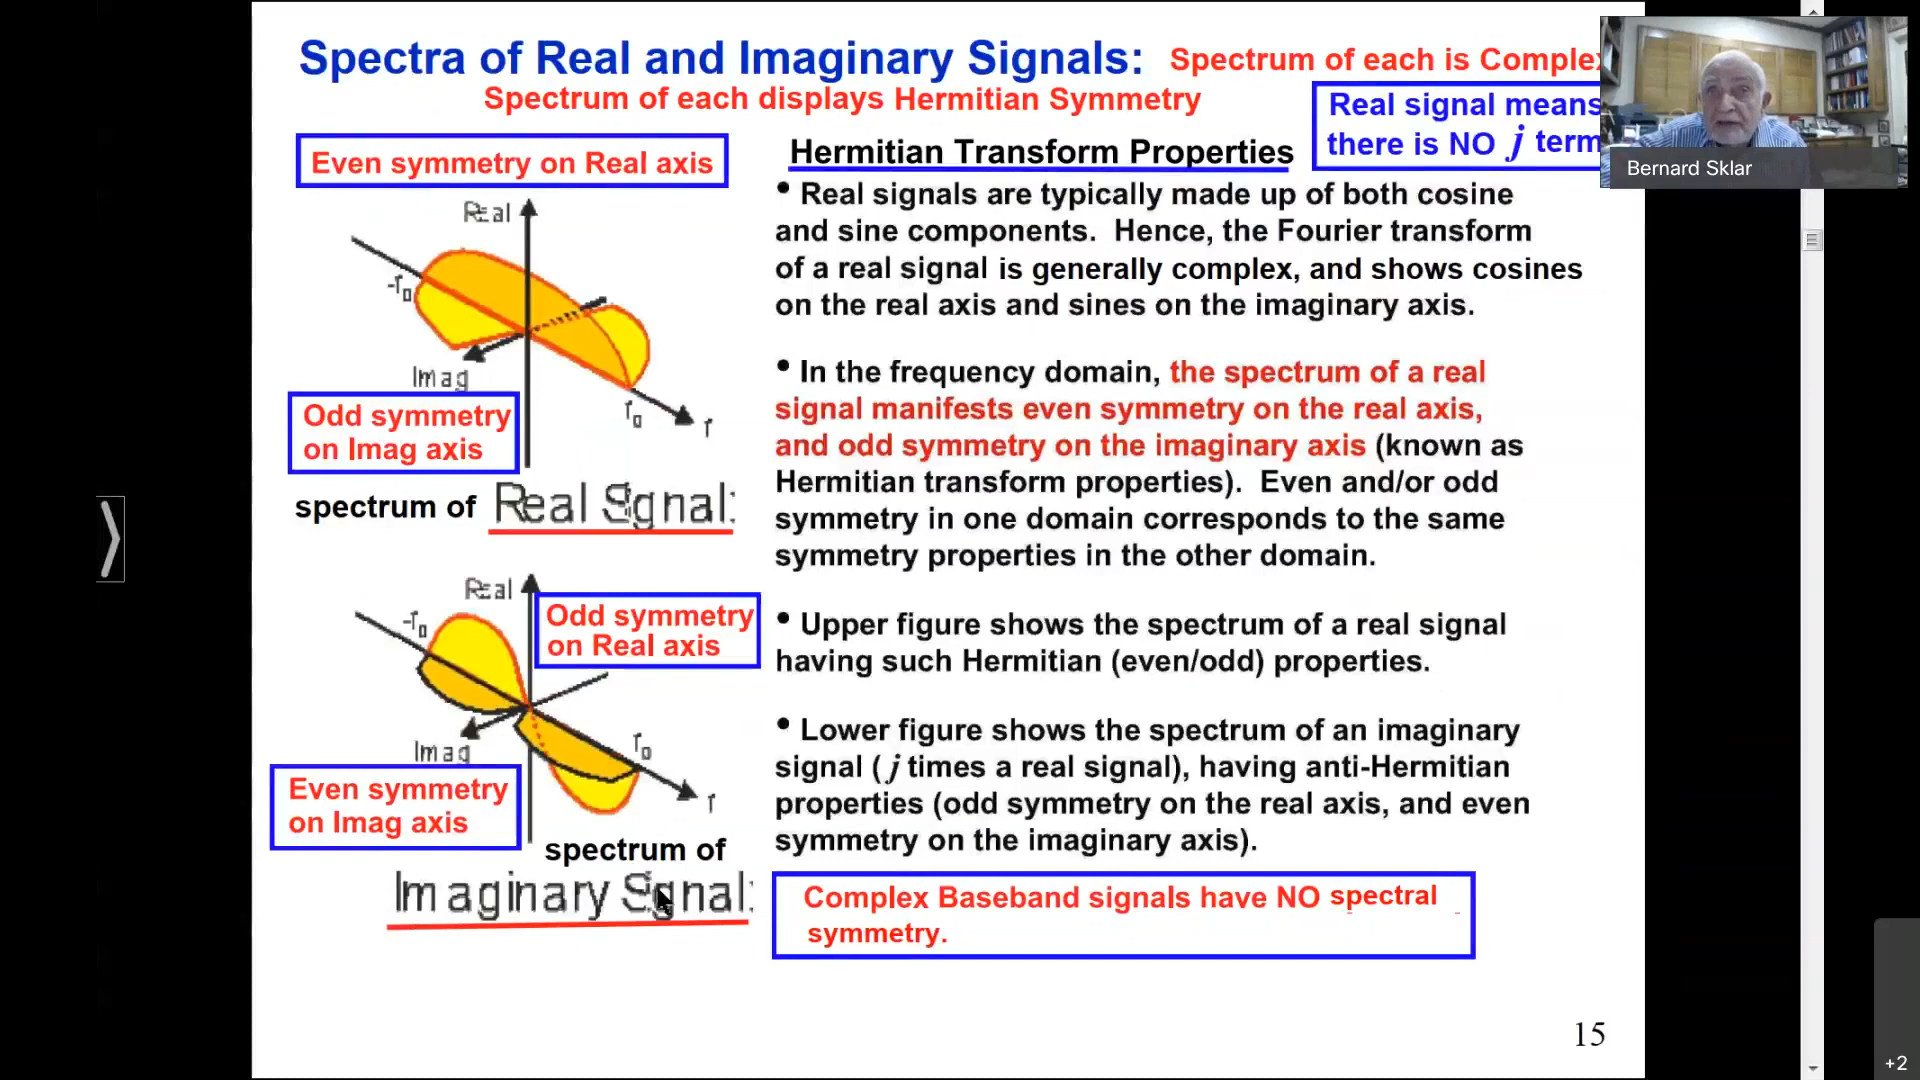 Spectra of Real and Imaginary Signals: Spectrum of each is Complex
Spectrum of each displays Hermitian Symmetry
Real signal means
there is NO j term
Bernard Sklar
Even symmetry on Real axis
Real
-f0
Imag
f0
f
Odd symmetry
on Imag axis
spectrum of Real Signal:
Real
-f0
Odd symmetry
on Real axis
Imag
f0
f
Even symmetry
on Imag axis
spectrum of
Imaginary Signal:
Hermitian Transform Properties
• Real signals are typically made up of both cosine
and sine components. Hence, the Fourier transform
of a real signal is generally complex, and shows cosines
on the real axis and sines on the imaginary axis.
• In the frequency domain, the spectrum of a real
signal manifests even symmetry on the real axis,
and odd symmetry on the imaginary axis (known as
Hermitian transform properties). Even and/or odd
symmetry in one domain corresponds to the same
symmetry properties in the other domain.
• Upper figure shows the spectrum of a real signal
having such Hermitian (even/odd) properties.
• Lower figure shows the spectrum of an imaginary
signal ( j times a real signal), having anti-Hermitian
properties (odd symmetry on the real axis, and even
symmetry on the imaginary axis).
Complex Baseband signals have NO spectral
symmetry.
15
+2